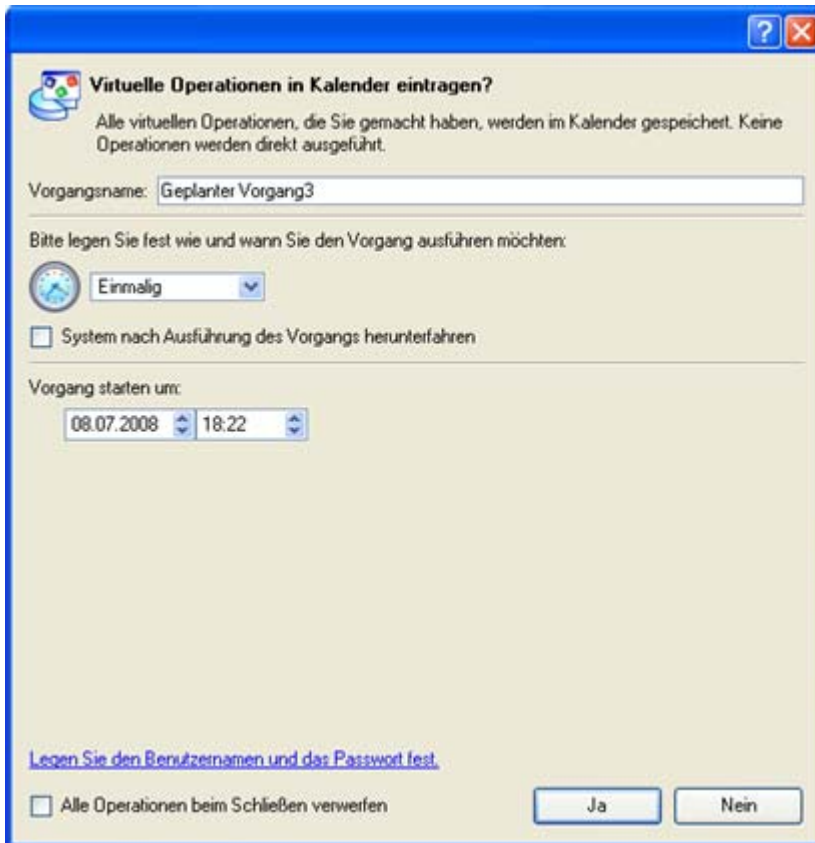 Virtuelle Operationen in Kalender eintragen?
Alle virtuellen Operationen, die Sie gemacht haben, werden im Kalender gespeichert. Keine
Operationen werden direkt ausgeführt.
Vorgangsname: Geplanter Vorgang3
Bitte legen Sie fest wie und wann Sie den Vorgang ausführen möchten:
Einmalig
System nach Ausführung des Vorgangs herunterfahren
Vorgang starten um:
08.07.2008 18:22
Legen Sie den Benutzernamen und das Passwort fest.
Alle Operationen beim Schließen verwerfen Ja Nein